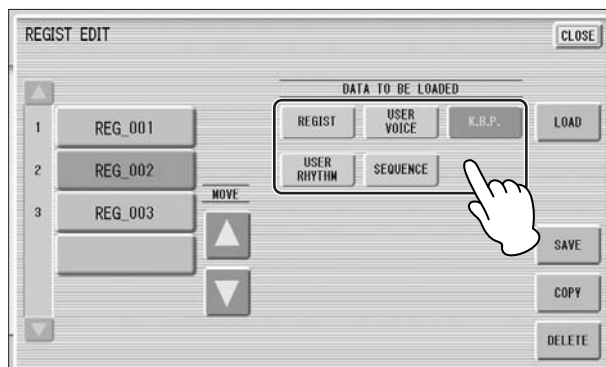 REGIST EDIT
CLOSE
DATA TO BE LOADED
REGIST
USER
VOICE
K.B.P.
LOAD
1 REG_001
USER
RHYTHM
SEQUENCE
2 REG_002
MOVE
3 REG_003
SAVE
COPY
DELETE